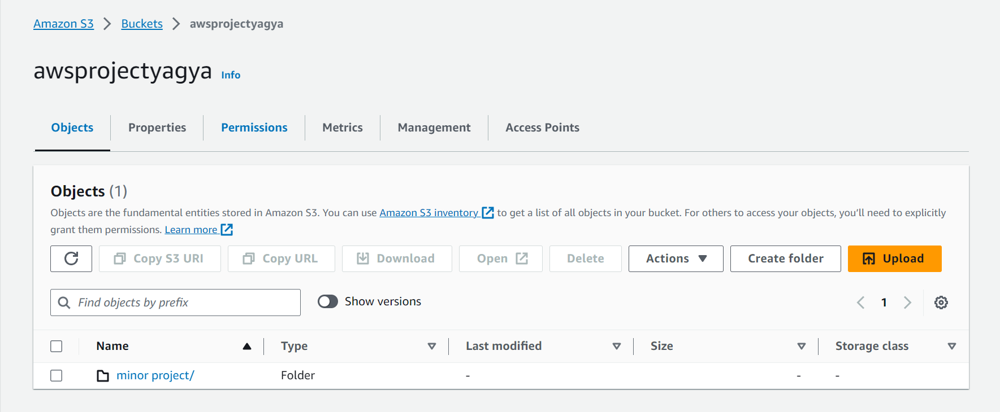 Amazon S3 > Buckets > awsprojectyagya
awsprojectyagya Info
Objects Properties Permissions Metrics Management Access Points
Objects (1)
Objects are the fundamental entities stored in Amazon S3. You can use Amazon S3 inventory to get a list of all objects in your bucket. For others to access your objects, you’ll need to explicitly
grant them permissions. Learn more
Copy S3 URI Copy URL Download Open Delete Actions Create folder Upload
Find objects by prefix Show versions 1
Name Type Last modified Size Storage class
minor project/ Folder - - -